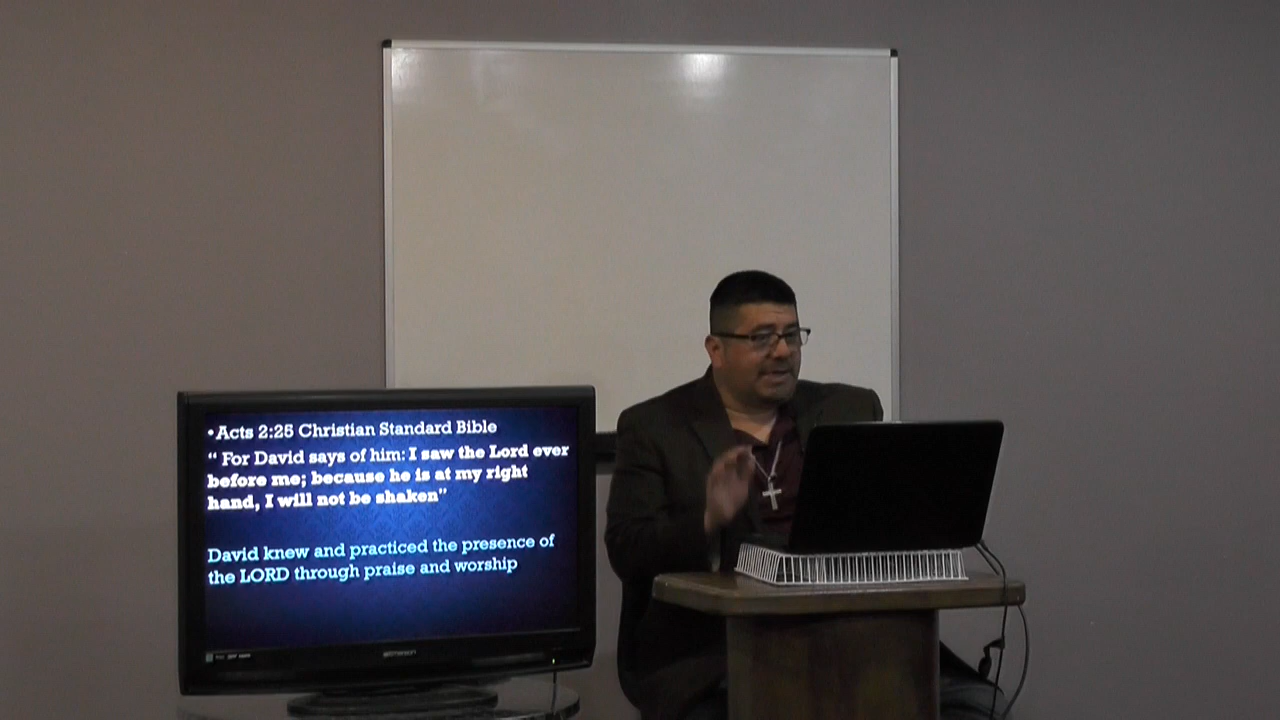 •Acts 2:25 Christian Standard Bible
“ For David says of him: I saw the Lord ever
before me; because he is at my right
hand, I will not be shaken”
David knew and practiced the presence of
the LORD through praise and worship
EMERSON